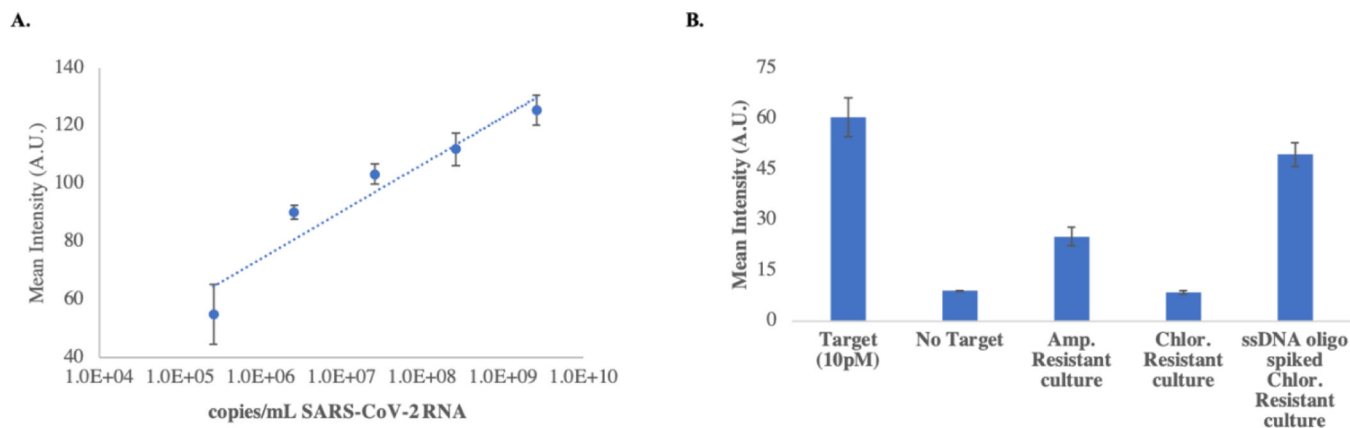 A.
140
120
100
80
60
40
1.0E+04 1.0E+05 1.0E+06 1.0E+07 1.0E+08 1.0E+09 1.0E+10
Mean Intensity (A.U.)
copies/mL SARS-CoV-2 RNA
B.
75
60
45
30
15
0
Mean Intensity (A.U.)
Target
(10pM)
No Target
Amp.
Resistant
culture
Chlor.
Resistant
culture
ssDNA oligo
spiked
Chlor.
Resistant
culture